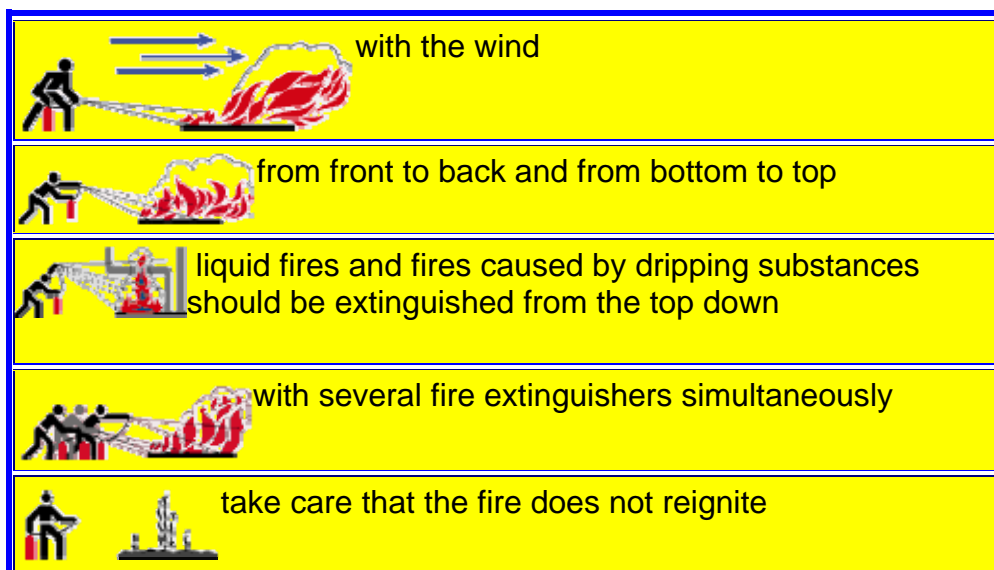 with the wind
from front to back and from bottom to top
liquid fires and fires caused by dripping substances
should be extinguished from the top down
with several fire extinguishers simultaneously
take care that the fire does not reignite